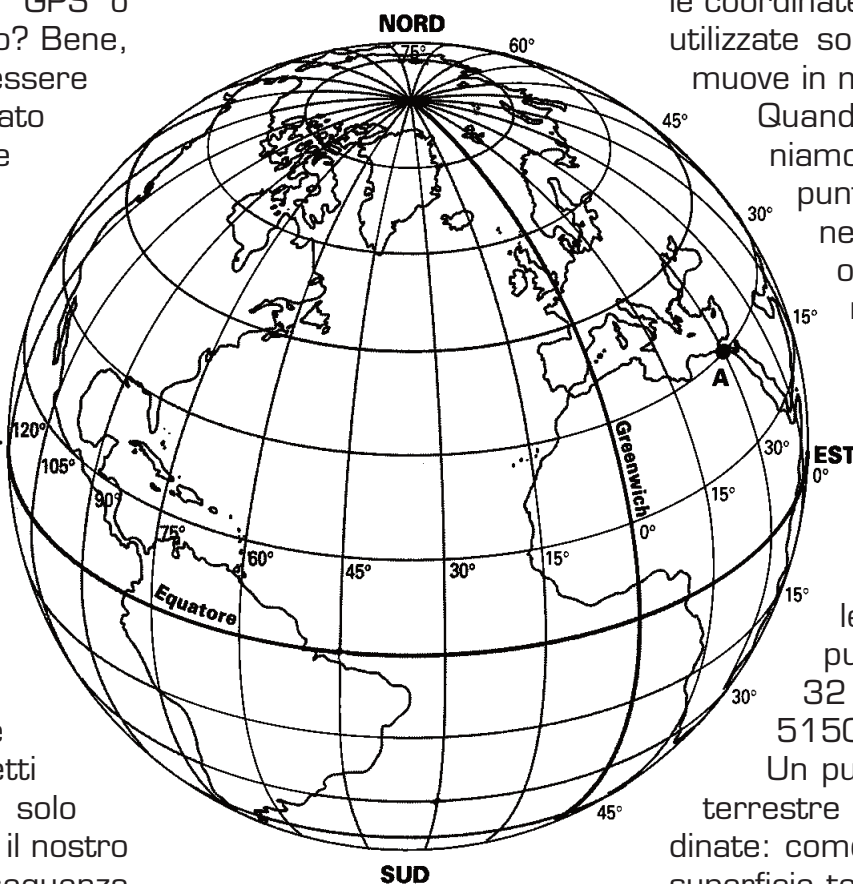 GPS o
o? Bene,
essere
ato
e
e
etti
solo
il nostro
seguenza
NORD
75°
60°
45°
30°
15°
A
EST
0°
15°
30°
45°
120°
105°
90°
75°
60°
45°
30°
15°
0°
15°
30°
Greenwich
Equatore
SUD
le coordinate
utilizzate so
muove in n
Quand
niamo
punt
ne
o
le
pu
32
5150
Un pu
terrestre
dinate: come
superficie te